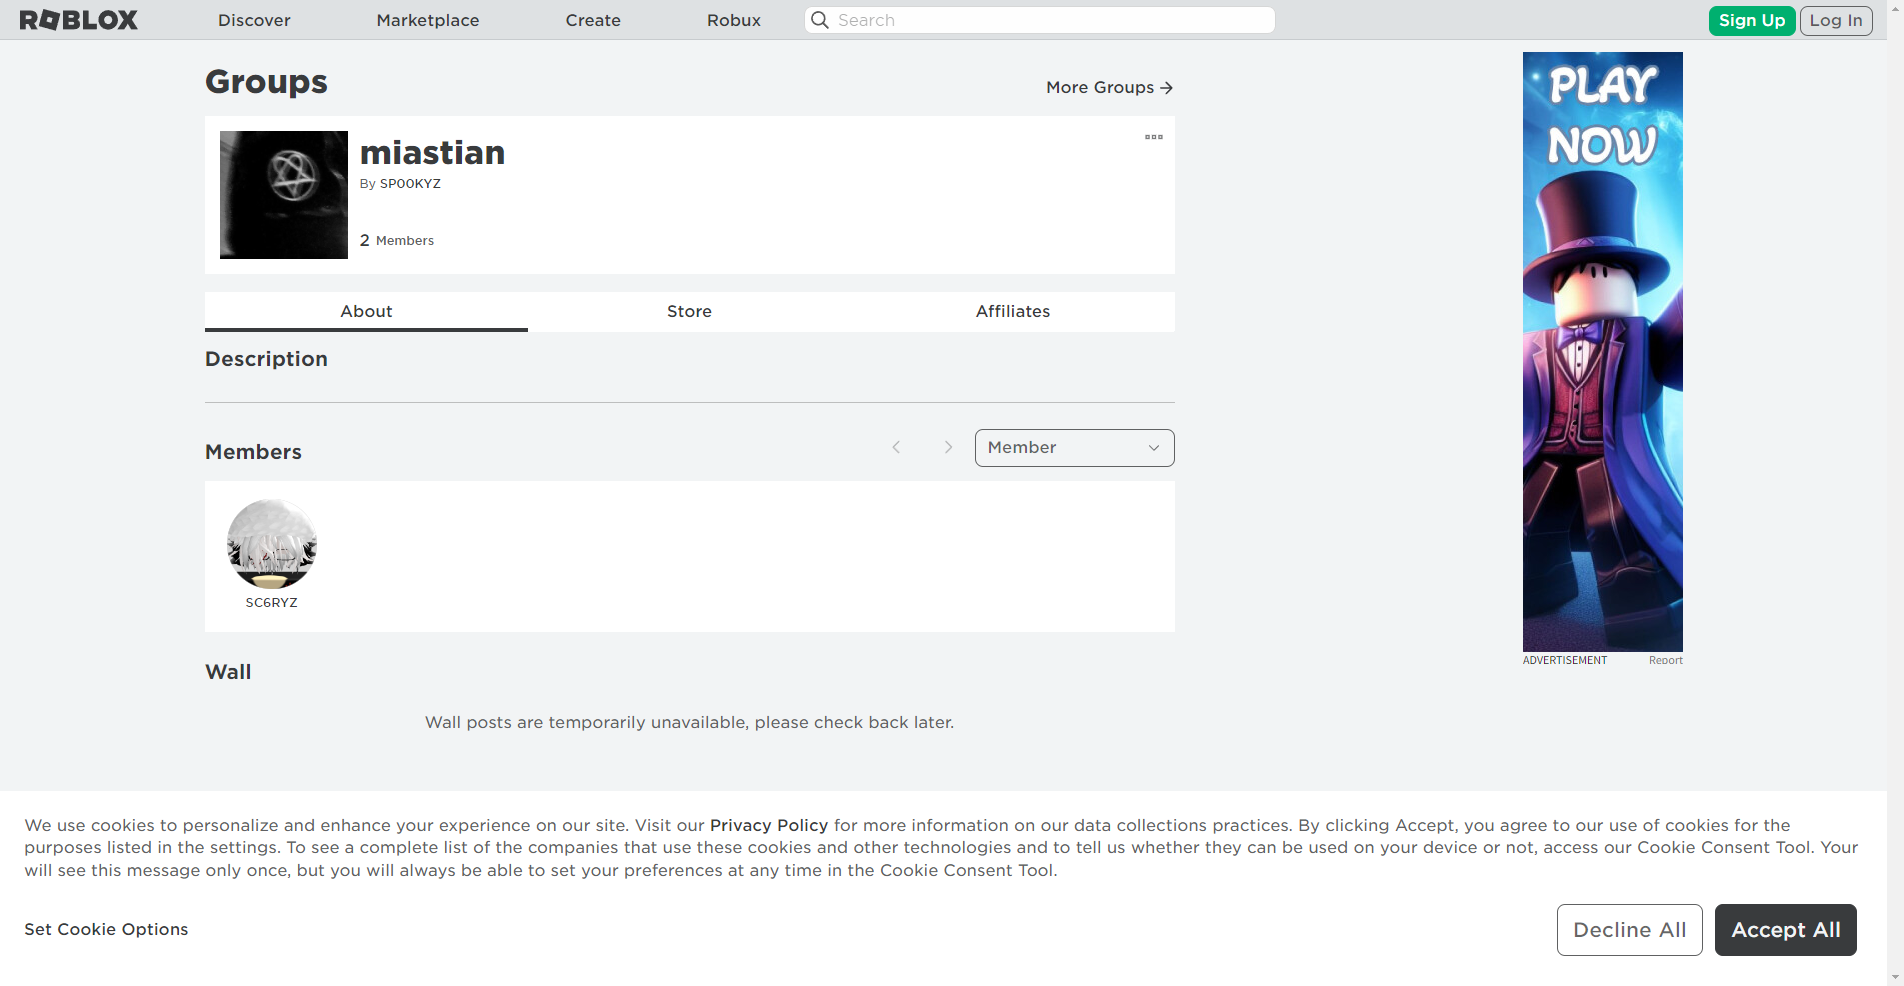 ROBLOX
Discover
Marketplace
Create
Robux
Search
Sign Up
Log In
Groups
More Groups
miastian
By SP00KYZ
2 Members
About
Store
Affiliates
Description
Members
Member
SC6RYZ
Wall
Wall posts are temporarily unavailable, please check back later.
PLAY
NOW
ADVERTISEMENT
Report
We use cookies to personalize and enhance your experience on our site. Visit our Privacy Policy for more information on our data collections practices. By clicking Accept, you agree to our use of cookies for the
purposes listed in the settings. To see a complete list of the companies that use these cookies and other technologies and to tell us whether they can be used on your device or not, access our Cookie Consent Tool. Your
will see this message only once, but you will always be able to set your preferences at any time in the Cookie Consent Tool.
Set Cookie Options
Decline All
Accept All